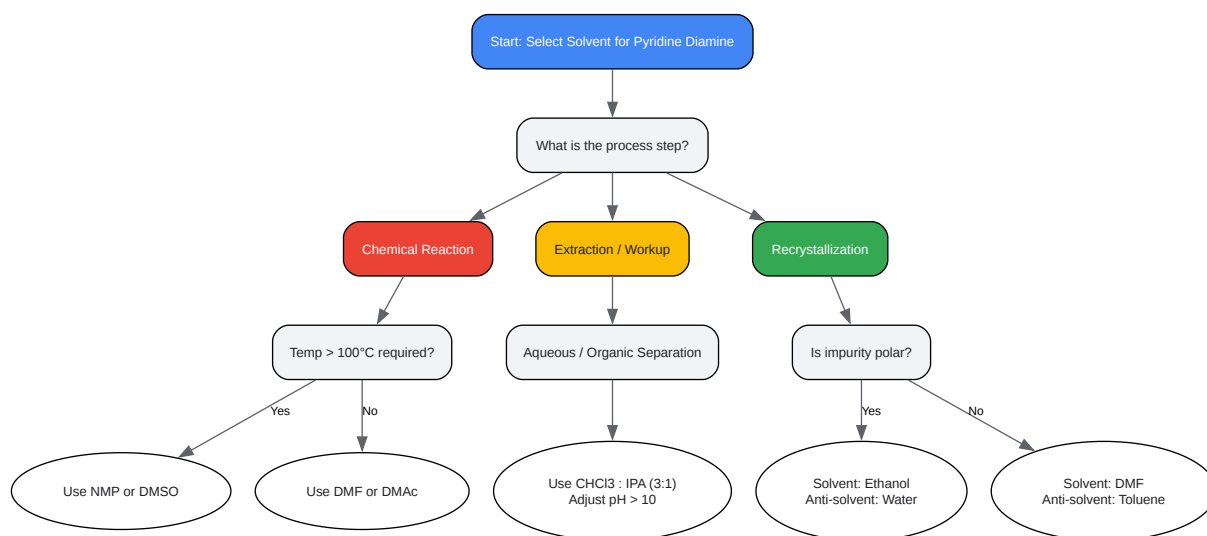 Start: Select Solvent for Pyridine Diamine
What is the process step?
Chemical Reaction
Extraction / Workup
Recrystallization
Temp > 100°C required?
Aqueous / Organic Separation
Is impurity polar?
Yes
No
Yes
No
Use NMP or DMSO
Use DMF or DMAc
Use CHCl3 : IPA (3:1)
Adjust pH > 10
Solvent: Ethanol
Anti-solvent: Water
Solvent: DMF
Anti-solvent: Toluene